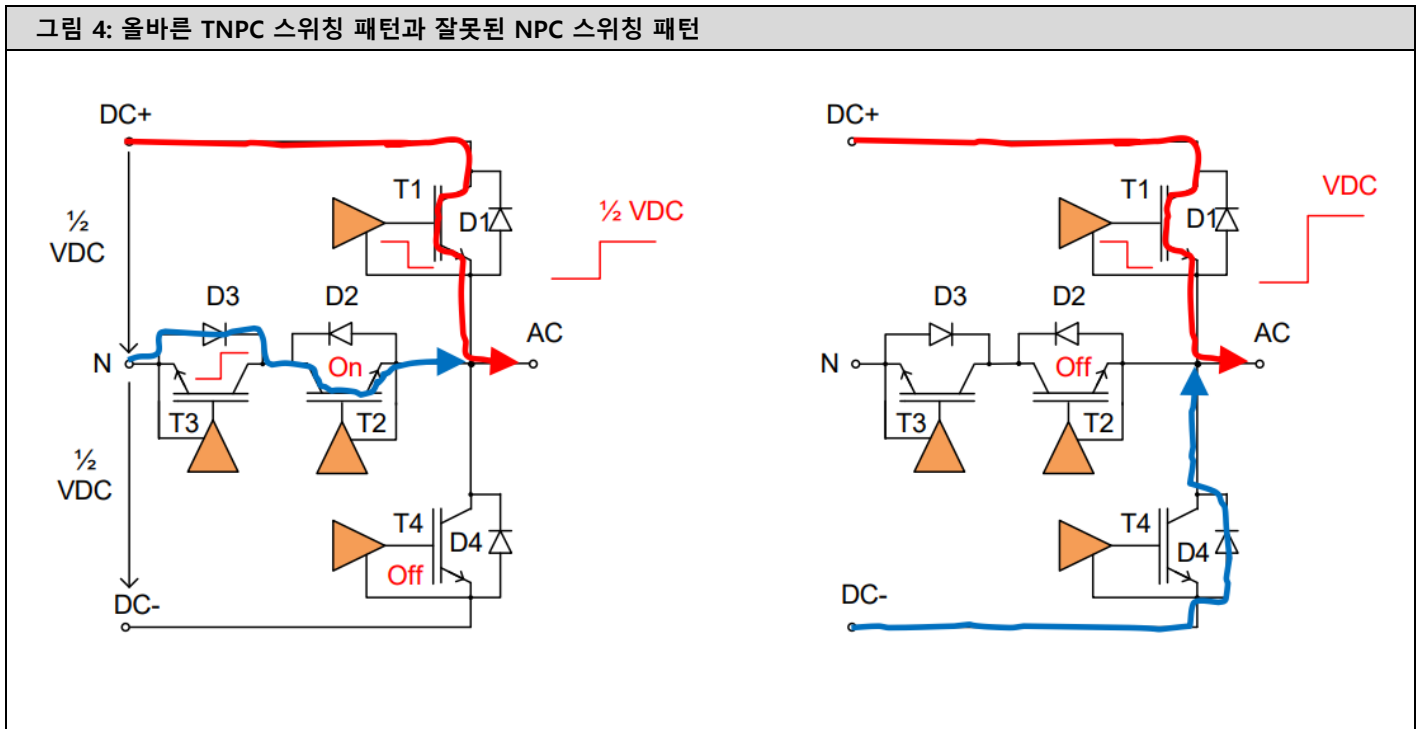 그림 4: 올바른 TNPC 스위칭 패턴과 잘못된 NPC 스위칭 패턴
DC+
T1
D1
½ VDC
½
VDC
D3
D2
AC
N
On
T3
T2
½
VDC
T4
D4
Off
DC-
DC+
T1
D1
VDC
D3
D2
AC
N
Off
T3
T2
T4
D4
DC-